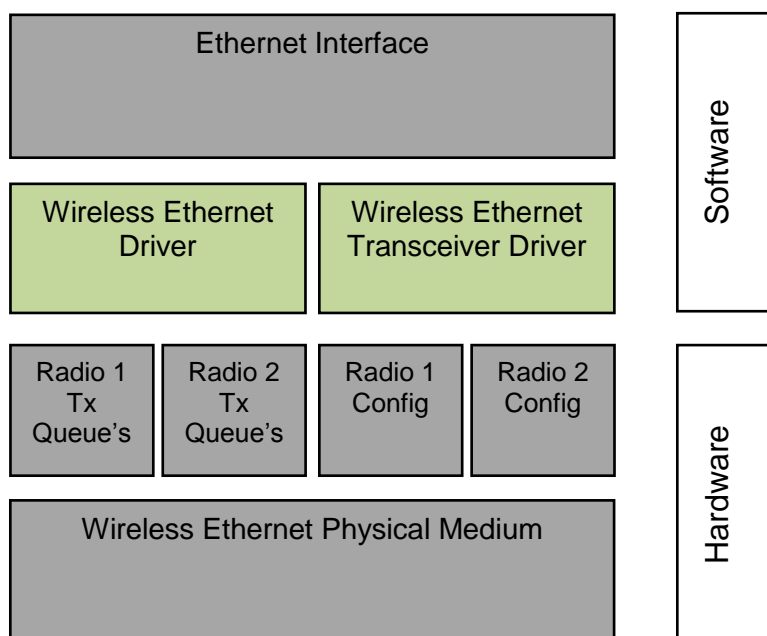 Ethernet Interface
Wireless Ethernet
Driver
Wireless Ethernet
Transceiver Driver
Software
Radio 1
Tx
Queue’s
Radio 2
Tx
Queue’s
Radio 1
Config
Radio 2
Config
Hardware
Wireless Ethernet Physical Medium